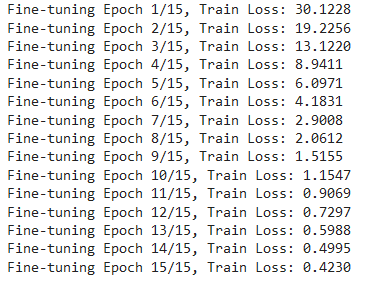 Fine-tuning Epoch 1/15, Train Loss: 30.1228
Fine-tuning Epoch 2/15, Train Loss: 19.2256
Fine-tuning Epoch 3/15, Train Loss: 13.1220
Fine-tuning Epoch 4/15, Train Loss: 8.9411
Fine-tuning Epoch 5/15, Train Loss: 6.0971
Fine-tuning Epoch 6/15, Train Loss: 4.1831
Fine-tuning Epoch 7/15, Train Loss: 2.9008
Fine-tuning Epoch 8/15, Train Loss: 2.0612
Fine-tuning Epoch 9/15, Train Loss: 1.5155
Fine-tuning Epoch 10/15, Train Loss: 1.1547
Fine-tuning Epoch 11/15, Train Loss: 0.9069
Fine-tuning Epoch 12/15, Train Loss: 0.7297
Fine-tuning Epoch 13/15, Train Loss: 0.5988
Fine-tuning Epoch 14/15, Train Loss: 0.4995
Fine-tuning Epoch 15/15, Train Loss: 0.4230